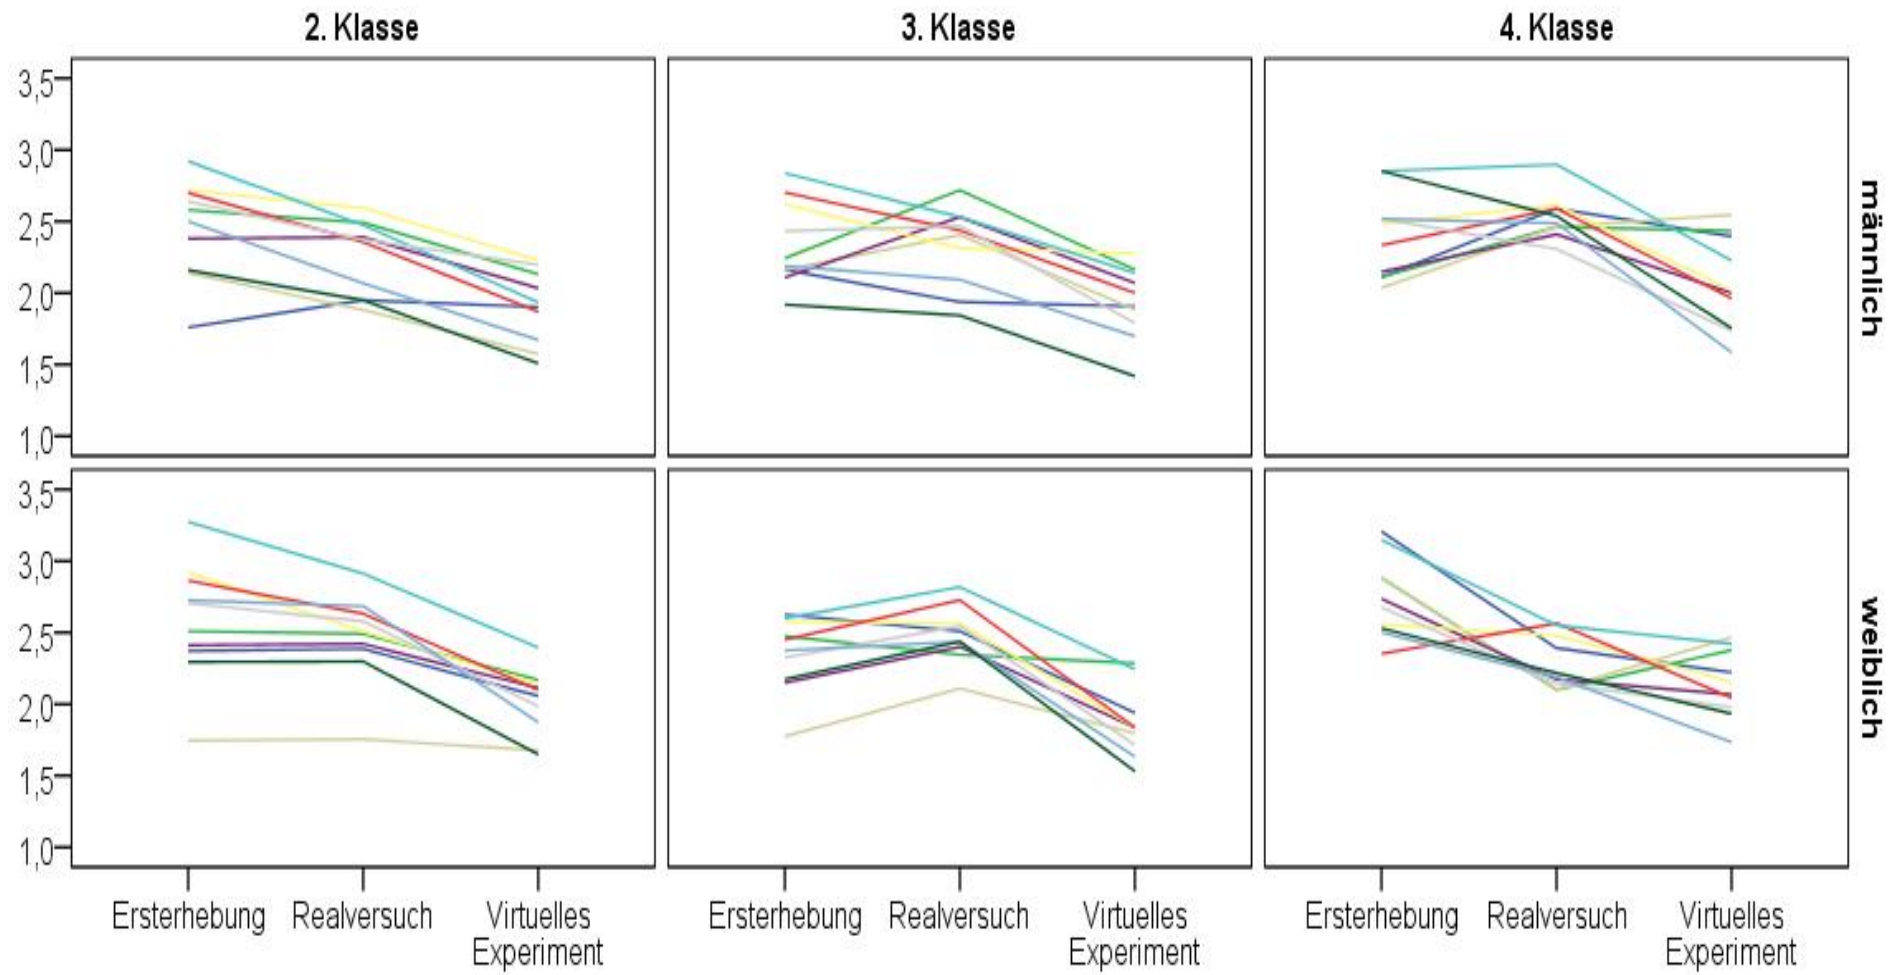 2. Klasse
3. Klasse
4. Klasse
3,5
3,0
2,5
2,0
1,5
1,0
männlich
3,5
3,0
2,5
2,0
1,5
1,0
weiblich
Ersterhebung
Realversuch
Virtuelles
Experiment
Ersterhebung
Realversuch
Virtuelles
Experiment
Ersterhebung
Realversuch
Virtuelles
Experiment